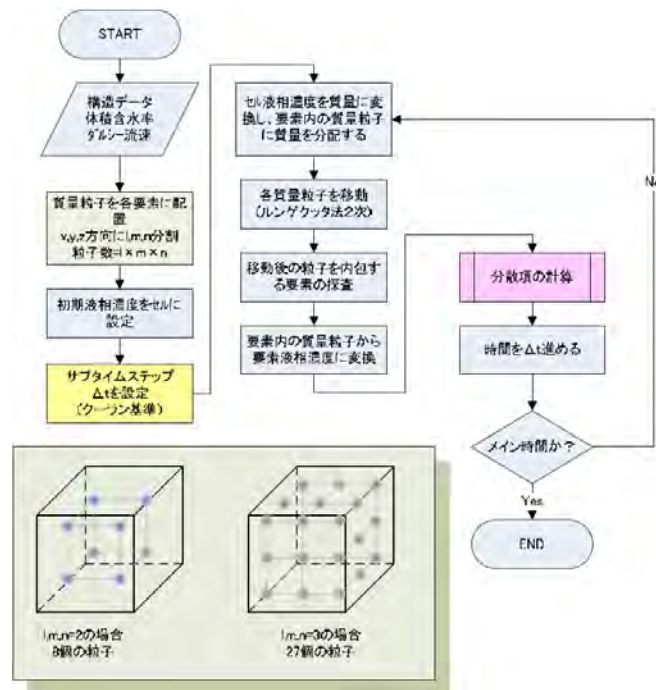 START
構造データ
体積含水率
ダルシー流速
質量粒子を各要素に配
置
x,y,z方向にl,m,n分割
粒子数=l×m×n
初期液相濃度をセルに
設定
サブタイムステップ
Δtを設定
(クーラン基準)
セル液相濃度を質量に変
換し、要素内の質量粒子
に質量を分配する
各質量粒子を移動
(ルンゲクッタ法2次)
移動後の粒子を内包す
る要素の探査
要素内の質量粒子から
要素液相濃度に変換
分散項の計算
時間をΔt進める
メイン時間か?
No
Yes
END
l,m,n=2の場合
8個の粒子
l,m,n=3の場合
27個の粒子